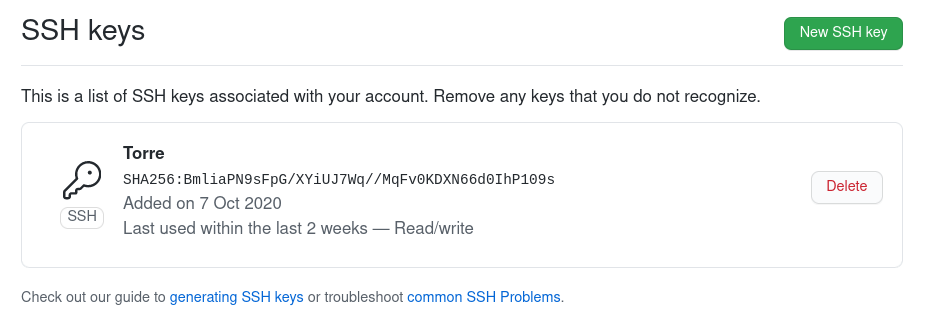 SSH keys
New SSH key
This is a list of SSH keys associated with your account. Remove any keys that you do not recognize.
Torre
SHA256:BmliaPN9sFpG/XYiUJ7Wq//MqFv0KDXN66d0IhP109s
Added on 7 Oct 2020
Last used within the last 2 weeks — Read/write
SSH
Delete
Check out our guide to generating SSH keys or troubleshoot common SSH Problems.